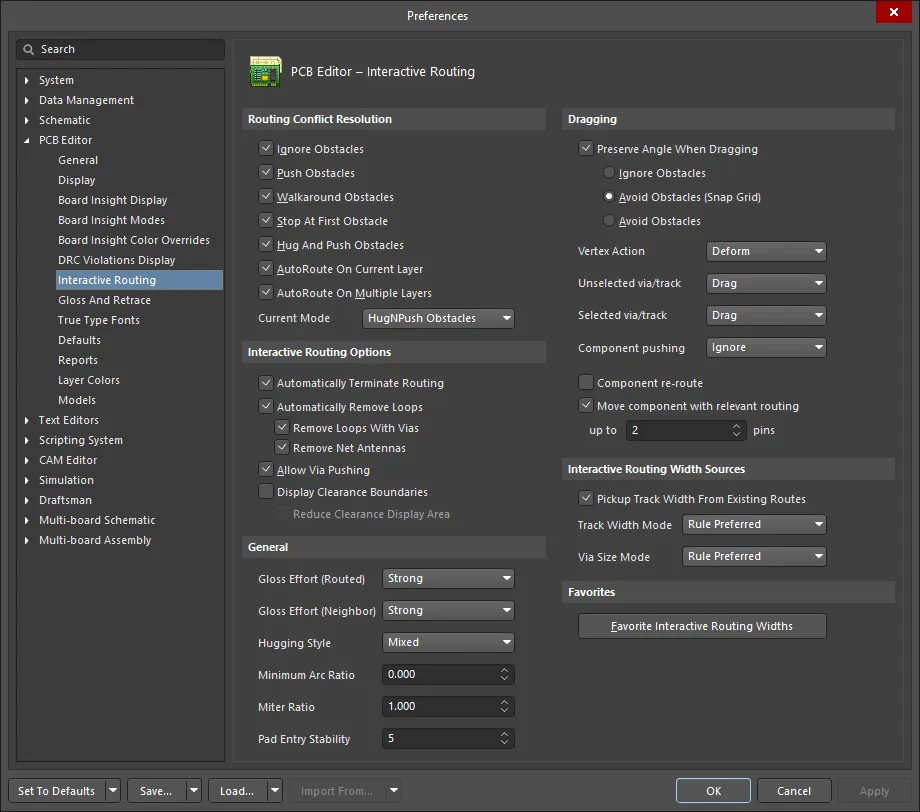 Preferences
Search
System
Data Management
Schematic
PCB Editor
General
Display
Board Insight Display
Board Insight Modes
Board Insight Color Overrides
DRC Violations Display
Interactive Routing
Gloss And Retrace
True Type Fonts
Defaults
Reports
Layer Colors
Models
Text Editors
Scripting System
CAM Editor
Simulation
Draftsman
Multi-board Schematic
Multi-board Assembly
PCB Editor – Interactive Routing
Routing Conflict Resolution
Ignore Obstacles
Push Obstacles
Walkaround Obstacles
Stop At First Obstacle
Hug And Push Obstacles
AutoRoute On Current Layer
AutoRoute On Multiple Layers
Current Mode HugNPush Obstacles
Interactive Routing Options
Automatically Terminate Routing
Automatically Remove Loops
Remove Loops With Vias
Remove Net Antennas
Allow Via Pushing
Display Clearance Boundaries
Reduce Clearance Display Area
General
Gloss Effort (Routed) Strong
Gloss Effort (Neighbor) Strong
Hugging Style Mixed
Minimum Arc Ratio 0.000
Miter Ratio 1.000
Pad Entry Stability 5
Dragging
Preserve Angle When Dragging
Ignore Obstacles
Avoid Obstacles (Snap Grid)
Avoid Obstacles
Vertex Action Deform
Unselected via/track Drag
Selected via/track Drag
Component pushing Ignore
Component re-route
Move component with relevant routing
up to 2 pins
Interactive Routing Width Sources
Pickup Track Width From Existing Routes
Track Width Mode Rule Preferred
Via Size Mode Rule Preferred
Favorites
Favorite Interactive Routing Widths
Set To Defaults Save... Load... Import From... OK Cancel Apply